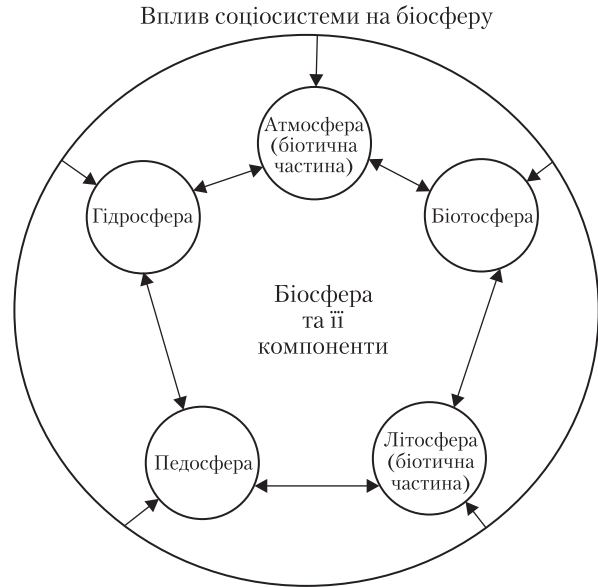 Вплив соціосистеми на біосферу
Атмосфера
(біотична
частина)
Гідросфера
Біотосфера
Біосфера
та її
компоненти
Педосфера
Літосфера
(біотична
частина)